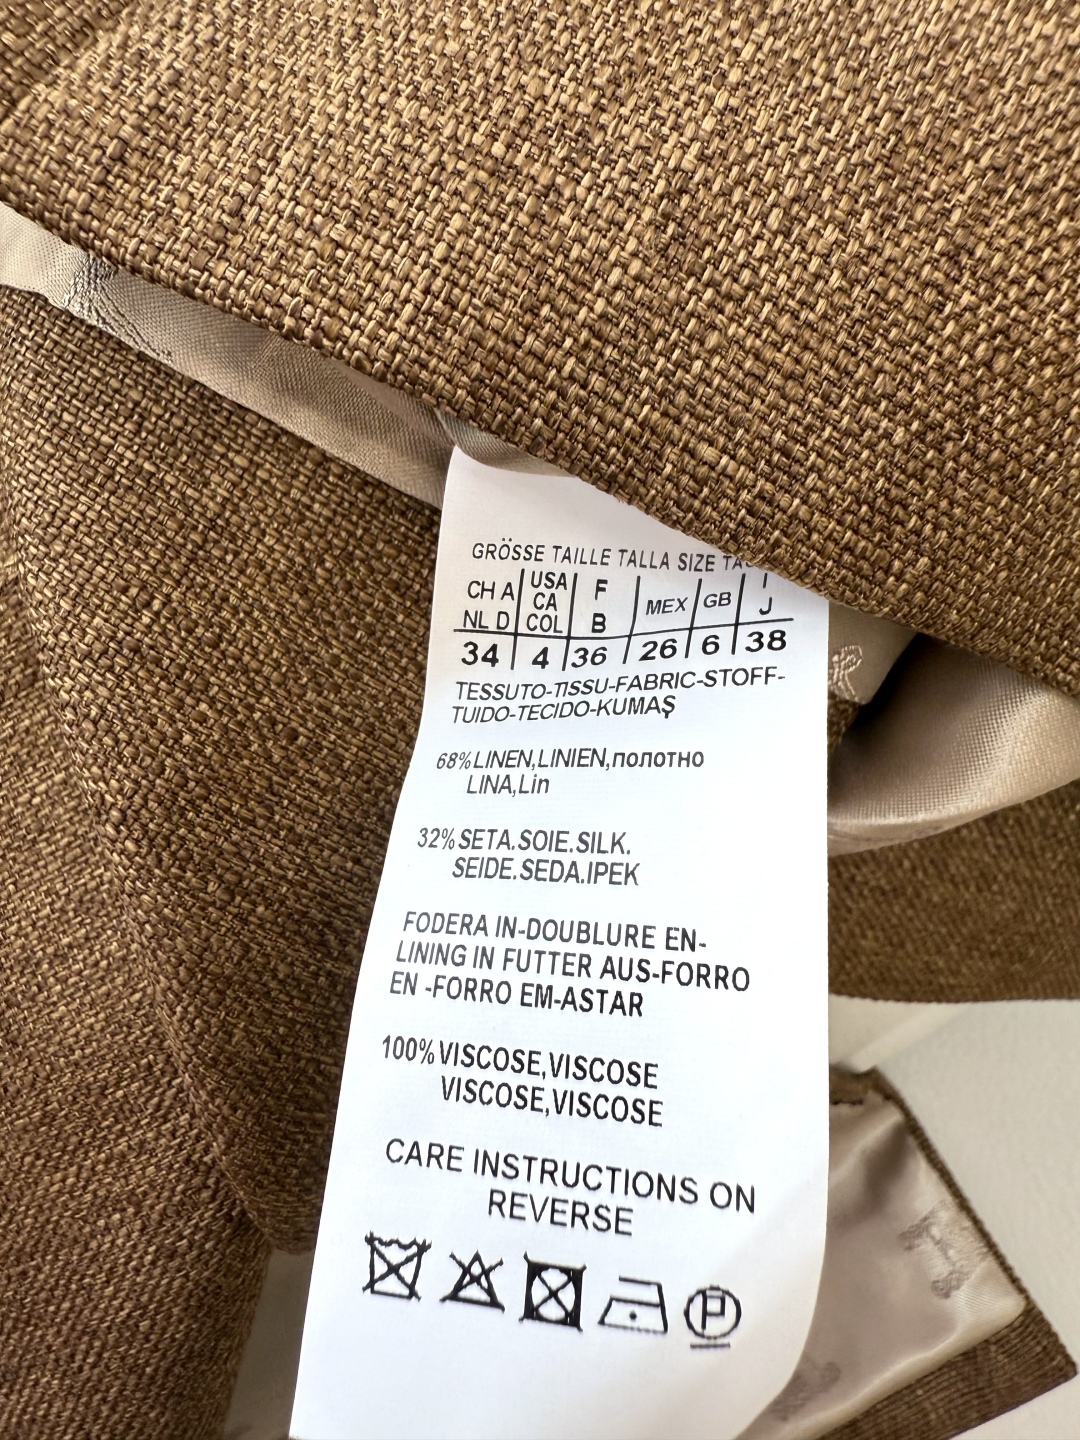 GRÖSSE TAILLE TALLA SIZE
CH A USA F MEX GB I
NL D CA B J
COL
34 4 36 26 6 38
TESSUTO-TISSU-FABRIC-STOFF-
TUIDO-TECIDO-KUMAŞ
68% LINEN,LINIEN,полотно
LINA,Lin
32% SETA.SOIE.SILK.
SEIDE.SEDA.IPEK
FODERA IN-DOUBLURE EN-
LINING IN FUTTER AUS-FORRO
EN -FORRO EM-ASTAR
100% VISCOSE,VISCOSE
VISCOSE,VISCOSE
CARE INSTRUCTIONS ON
REVERSE
P